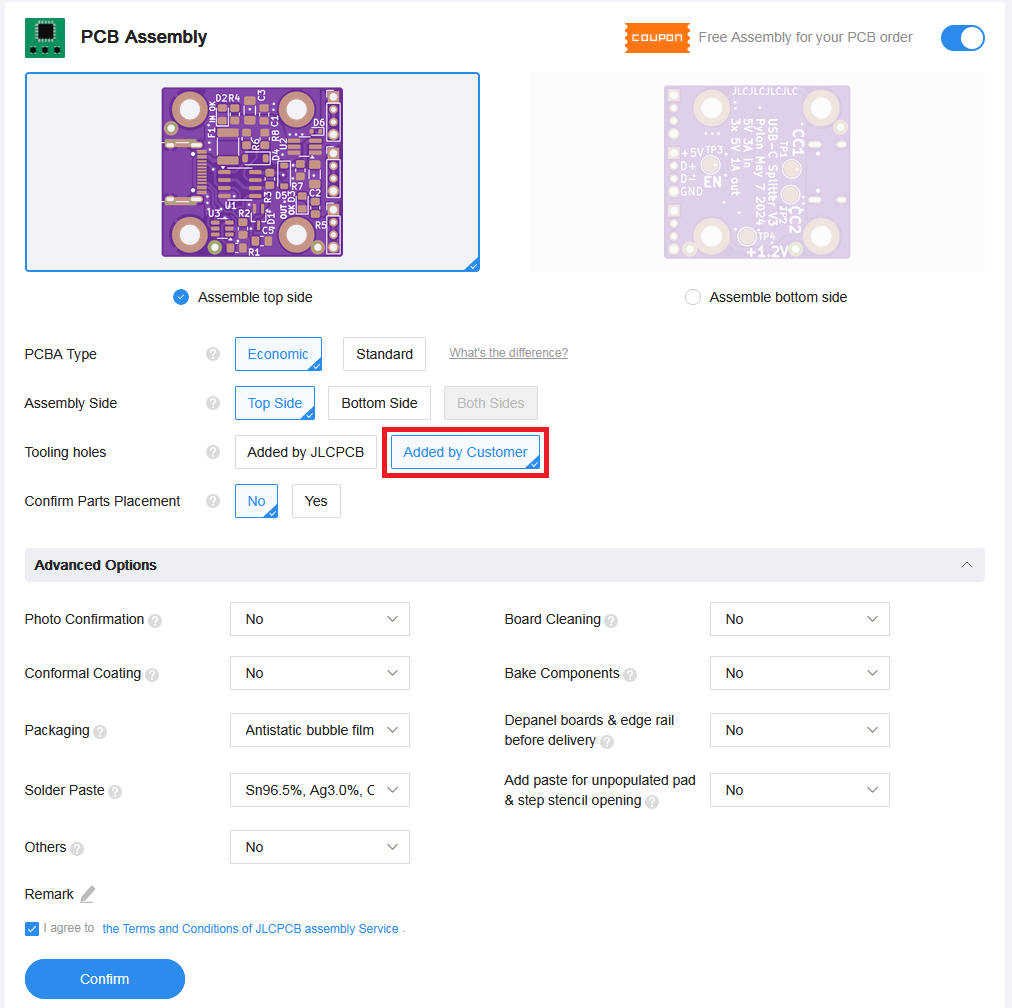 PCB Assembly
COUPON Free Assembly for your PCB order
D2 R4 C3
F1 IN OK R8 C1 D6
R6 U2
D4
D5 R7
R3 C2
U1
U3 R2 OUT OK D3
D1 C5 R5
R1
JLCJLCJLCJLC
USB-C Splitter V3
Pylon May 7 2024
5V 3A in
3x 5V 1A out
CC1
TP1
+5V TP3
D+
D-
EN
GND
TP2
CC2
TP4
+1.2V
Assemble top side
Assemble bottom side
PCBA Type ? Economic Standard What's the difference?
Assembly Side ? Top Side Bottom Side Both Sides
Tooling holes ? Added by JLCPCB Added by Customer
Confirm Parts Placement ? No Yes
Advanced Options
Photo Confirmation ? No
Board Cleaning ? No
Conformal Coating ? No
Bake Components ? No
Packaging ? Antistatic bubble film
Depanel boards & edge rail
before delivery ? No
Solder Paste ? Sn96.5%, Ag3.0%, C
Add paste for unpopulated pad
& step stencil opening ? No
Others ? No
Remark
I agree to the Terms and Conditions of JLCPCB assembly Service .
Confirm